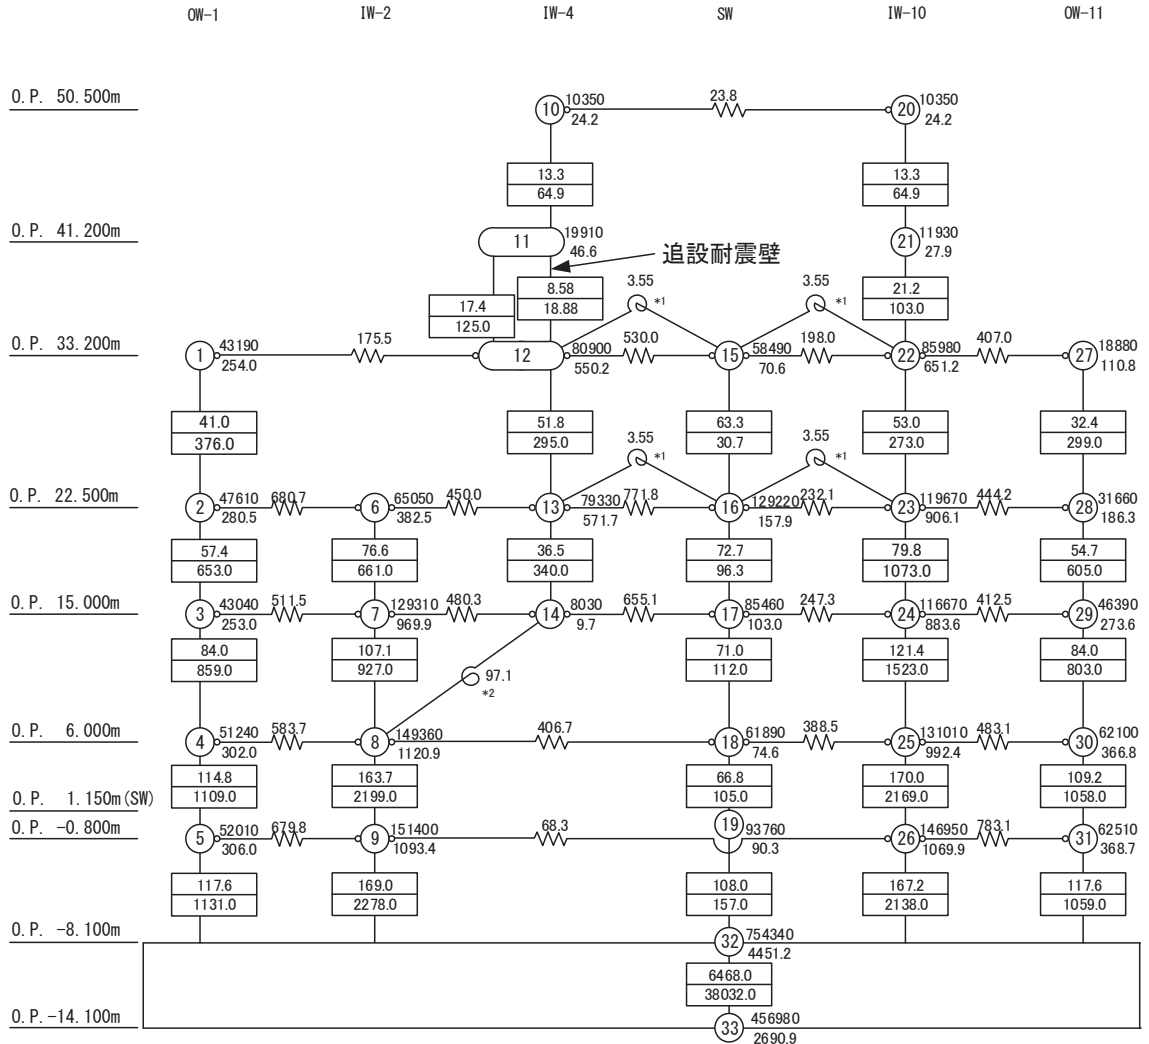 OW-1 IW-2 IW-4 SW IW-10 OW-11
O.P. 50.500m 10 10350 24.2 23.8 20 10350 24.2
13.3 64.9 13.3 64.9
O.P. 41.200m 11 19910 46.6 21 11930 27.9
追設耐震壁
17.4 125.0 8.58 18.88 3.55 *1 3.55 *1 21.2 103.0
O.P. 33.200m 1 43190 254.0 175.5 12 80900 550.2 530.0 15 58490 70.6 198.0 22 85980 651.2 407.0 27 18880 110.8
41.0 376.0 51.8 295.0 63.3 30.7 53.0 273.0 32.4 299.0
3.55 *1 3.55 *1
O.P. 22.500m 2 47610 280.5 680.7 6 65050 382.5 450.0 13 79330 571.7 771.8 16 129220 157.9 232.1 23 119670 906.1 444.2 28 31660 186.3
57.4 653.0 76.6 661.0 36.5 340.0 72.7 96.3 79.8 1073.0 54.7 605.0
O.P. 15.000m 3 43040 253.0 511.5 7 129310 969.9 480.3 14 8030 9.7 655.1 17 85460 103.0 247.3 24 116670 883.6 412.5 29 46390 273.6
84.0 859.0 107.1 927.0 97.1 *2 71.0 112.0 121.4 1523.0 84.0 803.0
O.P. 6.000m 4 51240 302.0 583.7 8 149360 1120.9 406.7 18 61890 74.6 388.5 25 131010 992.4 483.1 30 62100 366.8
114.8 1109.0 163.7 2199.0 66.8 105.0 170.0 2169.0 109.2 1058.0
O.P. 1.150m(SW) 19 93760 90.3
O.P. -0.800m 5 52010 306.0 679.8 9 151400 1093.4 68.3 26 146950 1069.9 783.1 31 62510 368.7
117.6 1131.0 169.0 2278.0 108.0 157.0 167.2 2138.0 117.6 1059.0
O.P. -8.100m 32 754340 4451.2
6468.0 38032.0
O.P.-14.100m 33 456980 2690.9